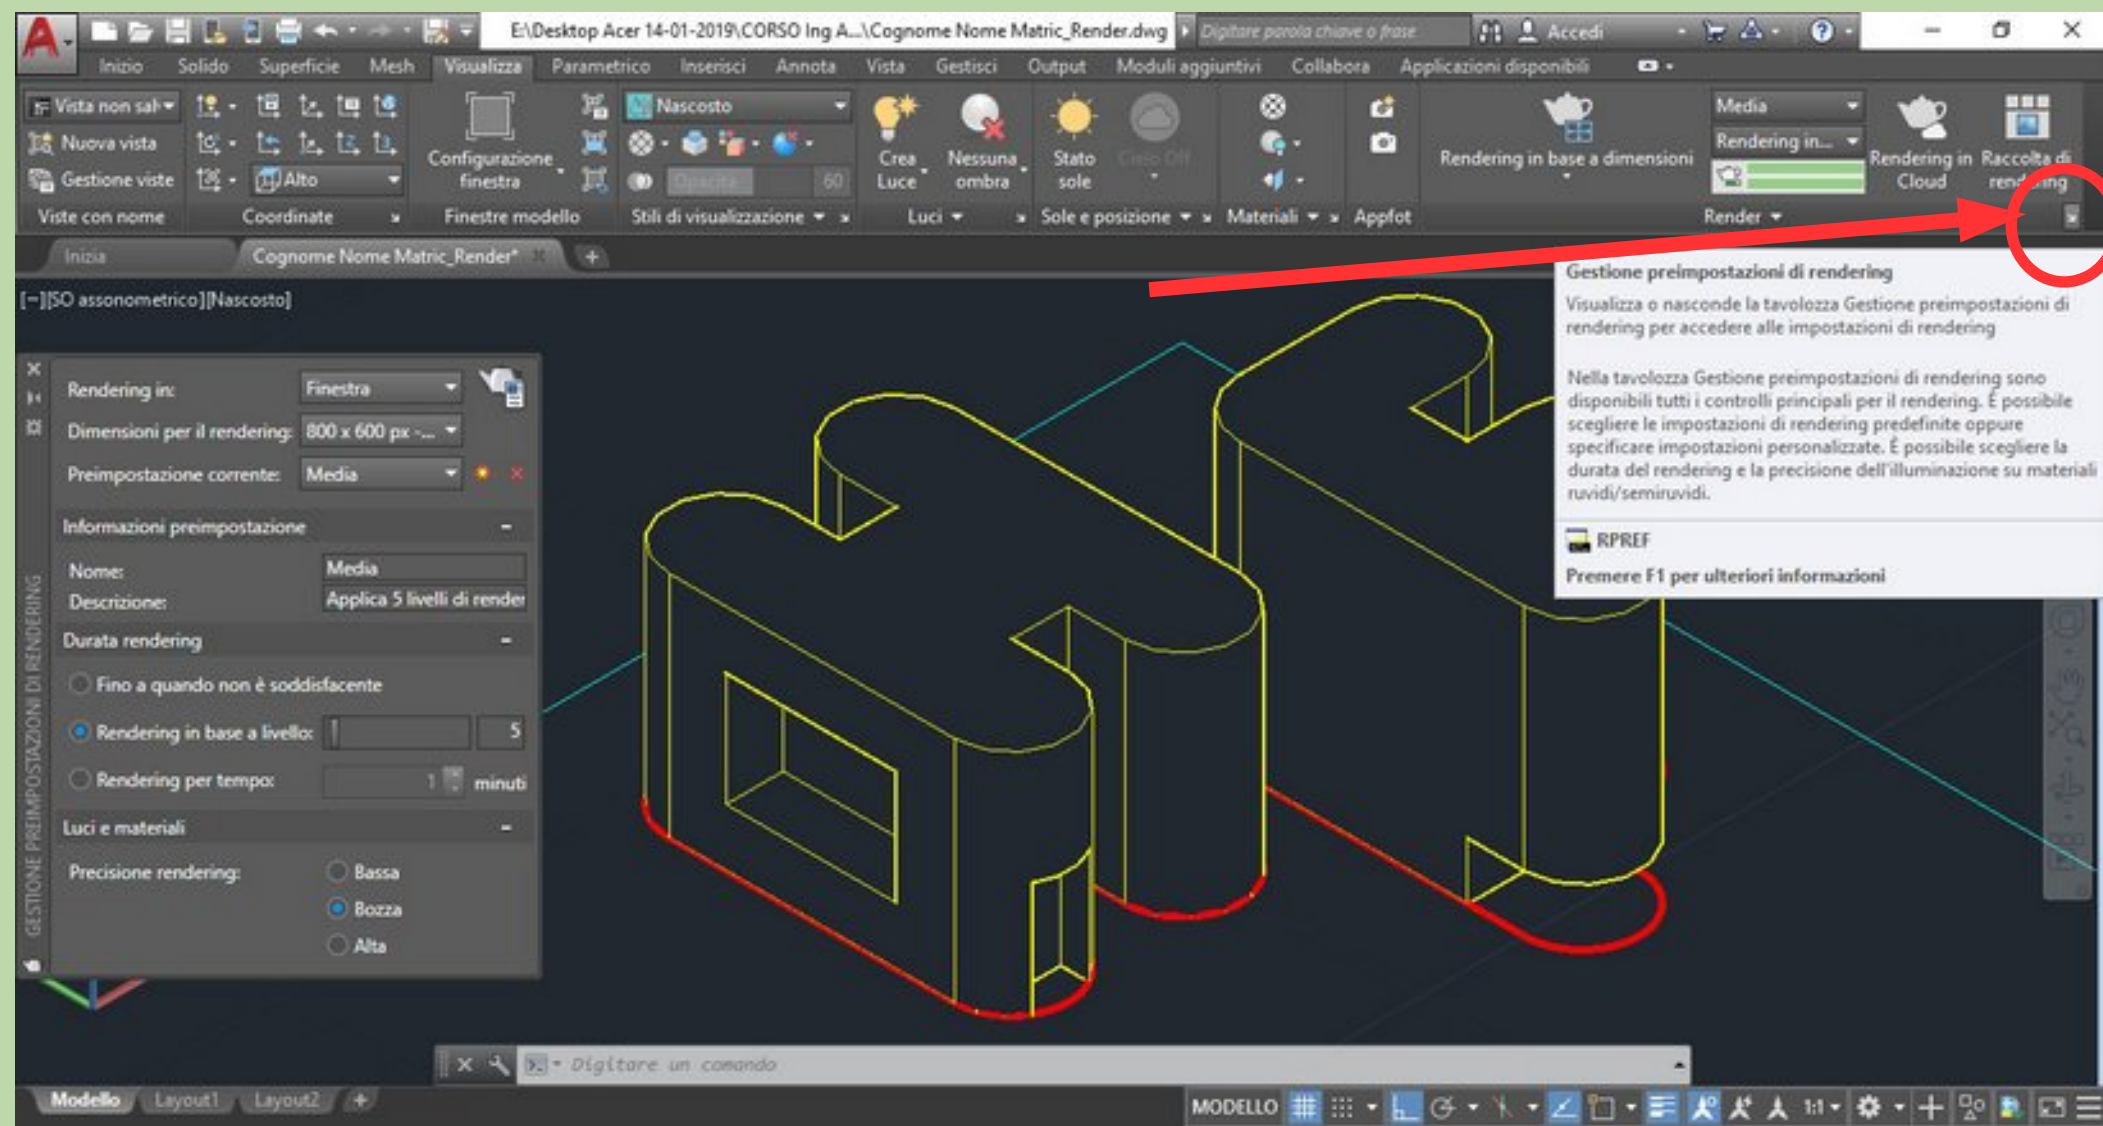 E:\Desktop Acer 14-01-2019\CORSO Ing A...\Cognome Nome Matric_Render.dwg
Digitare parola chiave o frase
Accedi
Inizio Solido Superficie Mesh Visualizza Parametrico Inserisci Annota Vista Gestisci Output Moduli aggiuntivi Collabora Applicazioni disponibili
Vista non sal
Nuova vista
Gestione viste
Alto
Configurazione
finestra
Nascosto
Opacità 60
Crea
Luce
Nessuna
ombra
Stato
sole
Cielo Off
Rendering in base a dimensioni
Media
Rendering in...
Rendering in
Cloud
Raccolta di
rendering
Viste con nome Coordinate Finestre modello Stili di visualizzazione Luci Sole e posizione Materiali Appfot Render
Inizia Cognome Nome Matric_Render*
[−][SO assonometrico][Nascosto]
Gestione preimpostazioni di rendering
Visualizza o nasconde la tavolozza Gestione preimpostazioni di
rendering per accedere alle impostazioni di rendering
Nella tavolozza Gestione preimpostazioni di rendering sono
disponibili tutti i controlli principali per il rendering. É possibile
scegliere le impostazioni di rendering predefinite oppure
specificare impostazioni personalizzate. É possibile scegliere la
durata del rendering e la precisione dell'illuminazione su materiali
ruvidi/semiruvidi.
RPREF
Premere F1 per ulteriori informazioni
Rendering in: Finestra
Dimensioni per il rendering: 800 x 600 px -...
Preimpostazione corrente: Media
Informazioni preimpostazione
Nome: Media
Descrizione: Applica 5 livelli di render
Durata rendering
Fino a quando non è soddisfacente
Rendering in base a livello: 5
Rendering per tempo: 1 minuti
Luci e materiali
Precisione rendering: Bassa
Bozza
Alta
GESTIONE PREIMPOSTAZIONI DI RENDERING
Digitare un comando
Modello Layout1 Layout2 +
MODELLO 1:1